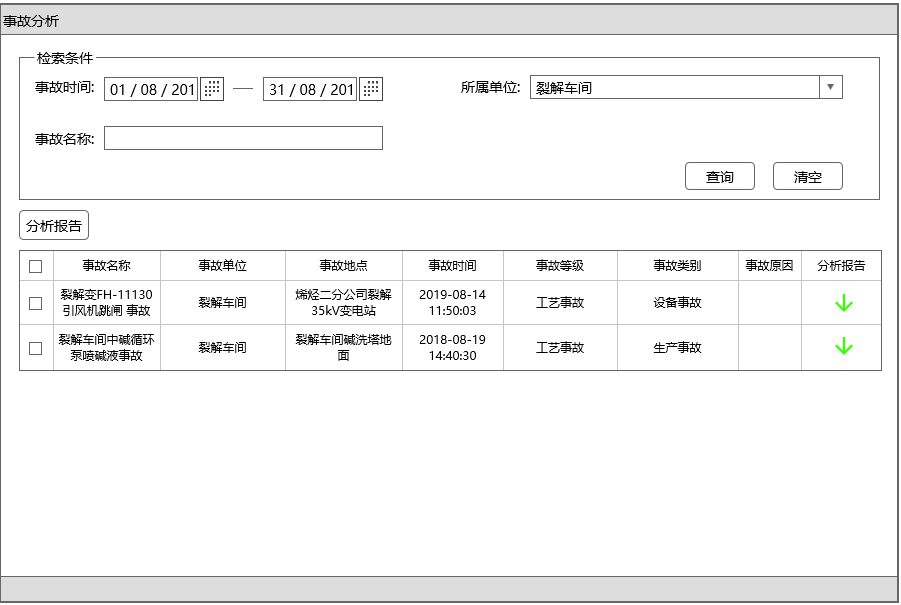 事故分析
检索条件
事故时间: 01 / 08 / 201 — 31 / 08 / 201 所属单位: 裂解车间
事故名称:
查询 清空
分析报告
事故名称 事故单位 事故地点 事故时间 事故等级 事故类别 事故原因 分析报告
裂解变FH-11130 裂解车间 烯烃二分公司裂解 2019-08-14 工艺事故 设备事故
引风机跳闸 事故 35kV变电站 11:50:03
裂解车间中碱循环 裂解车间 裂解车间碱洗塔地 2018-08-19 工艺事故 生产事故
泵喷碱液事故 面 14:40:30